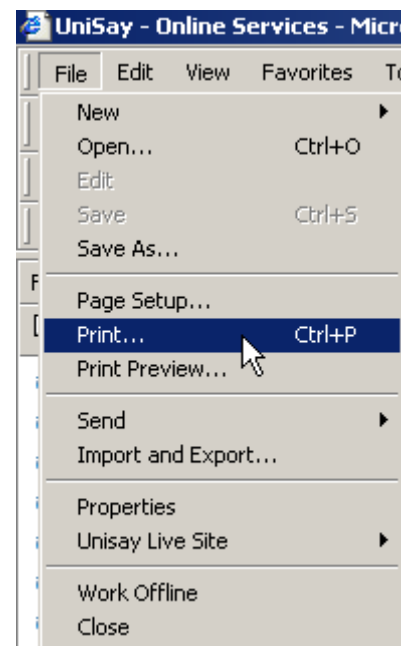 UniSay - Online Services - Micr
File Edit View Favorites T
New
Open... Ctrl+O
Edit
Save Ctrl+S
Save As...
Page Setup...
Print... Ctrl+P
Print Preview...
Send
Import and Export...
Properties
Unisay Live Site
Work Offline
Close